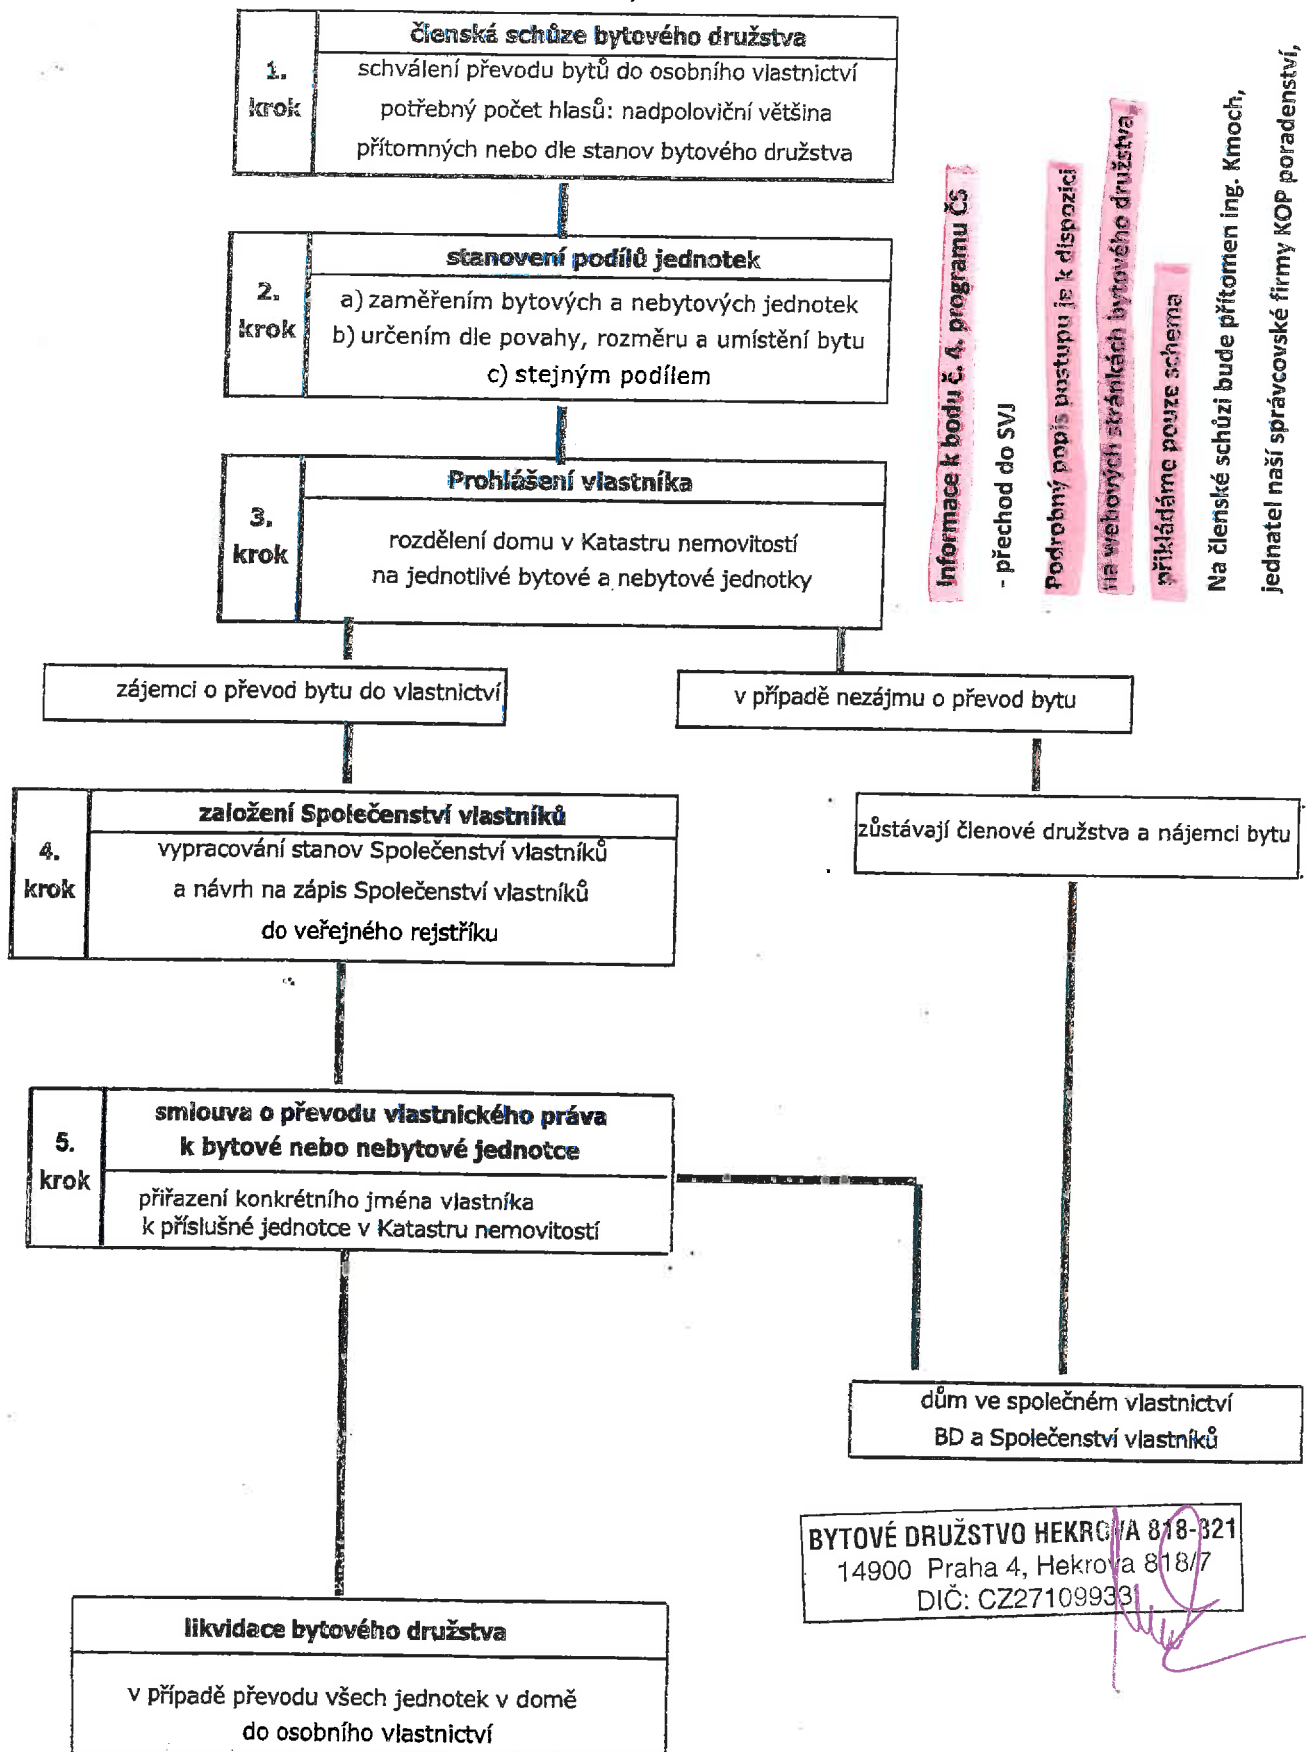 členská schůze bytového družstva
1.
krok
schválení převodu bytů do osobního vlastnictví
potřebný počet hlasů: nadpoloviční většina
přítomných nebo dle stanov bytového družstva
stanovení podílů jednotek
2.
krok
a) zaměřením bytových a nebytových jednotek
b) určením dle povahy, rozměru a umístění bytu
c) stejným podílem
Prohlášení vlastníka
3.
krok
rozdělení domu v Katastru nemovitostí
na jednotlivé bytové a nebytové jednotky
zájemci o převod bytu do vlastnictví
v případě nezájmu o převod bytu
založení Společenství vlastníků
4.
krok
vypracování stanov Společenství vlastníků
a návrh na zápis Společenství vlastníků
do veřejného rejstříku
zůstávají členové družstva a nájemci bytu
smlouva o převodu vlastnického práva
k bytové nebo nebytové jednotce
5.
krok
přiřazení konkrétního jména vlastníka
k příslušné jednotce v Katastru nemovitostí
dům ve společném vlastnictví
BD a Společenství vlastníků
likvidace bytového družstva
v případě převodu všech jednotek v domě
do osobního vlastnictví
Informace k bodu č. 4. programu ČS
- přechod do SVJ
Podrobný popis postupu je k dispozici
na webových stránkách bytového družstva,
přikládáme pouze schema
Na členské schůzi bude přítomen ing. Kmoch,
jednatel naší správcovské firmy KOP poradenství,
BYTOVÉ DRUŽSTVO HEKROVA 818-821
14900 Praha 4, Hekrova 818/7
DIČ: CZ27109933